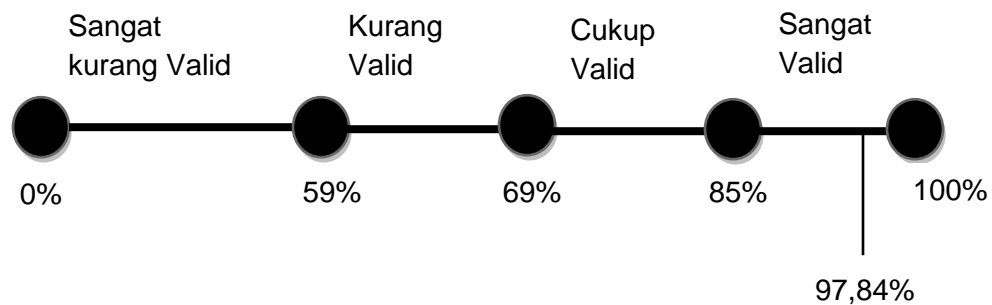 Sangat
kurang Valid
Kurang
Valid
Cukup
Valid
Sangat
Valid
0%
59%
69%
85%
100%
97,84%